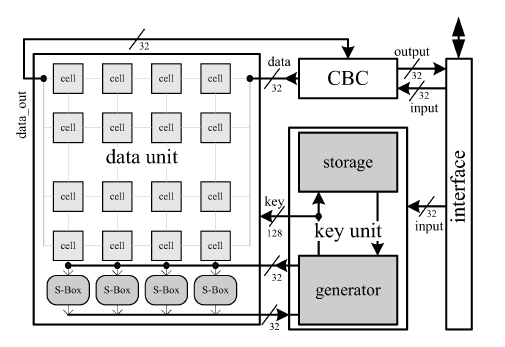 32
data_out
cell cell cell cell
data
32
CBC
output
32
32
input
cell cell cell cell
data unit
cell cell cell cell
cell cell cell cell
S-Box S-Box S-Box S-Box
key
128
32
32
storage
key unit
generator
32
input
interface